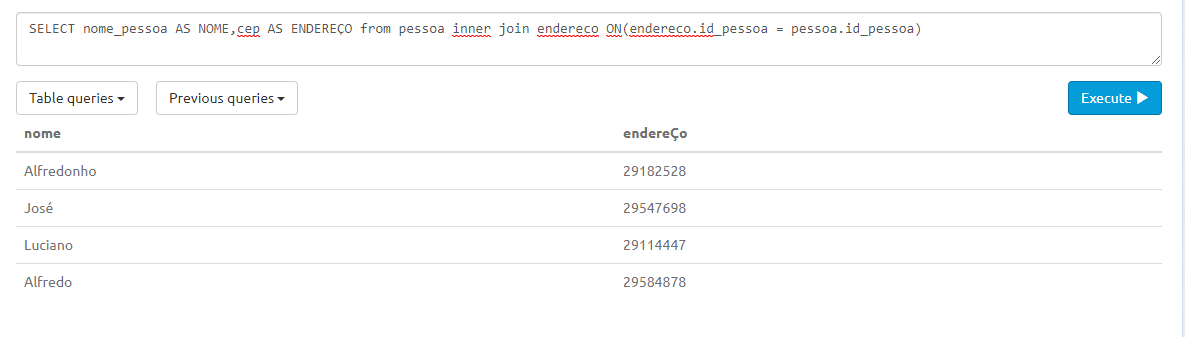 SELECT nome_pessoa AS NOME,cep AS ENDEREÇO from pessoa inner join endereco ON(endereco.id_pessoa = pessoa.id_pessoa)
Table queries Previous queries Execute
nome endereÇo
Alfredonho 29182528
José 29547698
Luciano 29114447
Alfredo 29584878